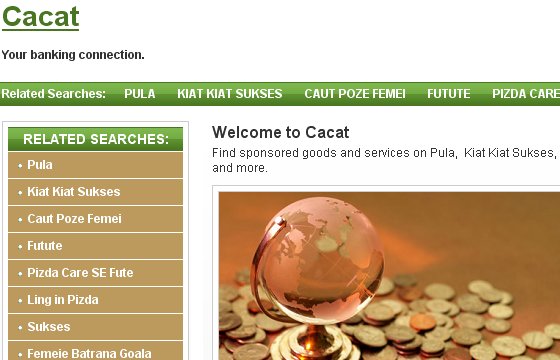 Cacat
Your banking connection.
Related Searches: PULA KIAT KIAT SUKSES CAUT POZE FEMEI FUTUTE PIZDA CARE
RELATED SEARCHES:
Pula
Kiat Kiat Sukses
Caut Poze Femei
Futute
Pizda Care SE Fute
Ling in Pizda
Sukses
Femeie Batrana Goala
Welcome to Cacat
Find sponsored goods and services on Pula, Kiat Kiat Sukses,
and more.